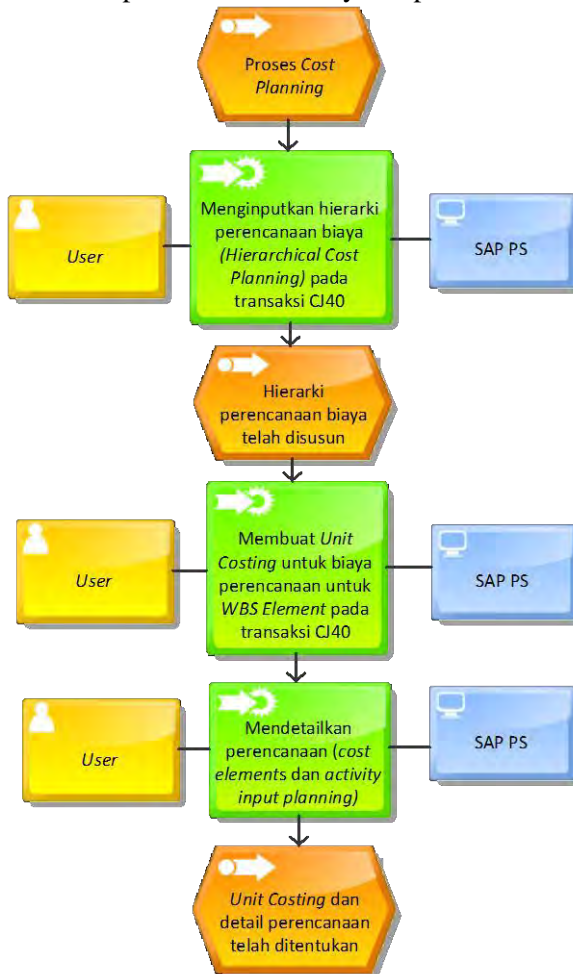 Proses Cost
Planning
Menginputkan hierarki
perencanaan biaya
(Hierarchical Cost
Planning) pada
transaksi CJ40
User
SAP PS
Hierarki
perencanaan biaya
telah disusun
Membuat Unit
Costing untuk biaya
perencanaan untuk
WBS Element pada
transaksi CJ40
User
SAP PS
Mendetailkan
perencanaan (cost
elements dan activity
input planning)
User
SAP PS
Unit Costing dan
detail perencanaan
telah ditentukan